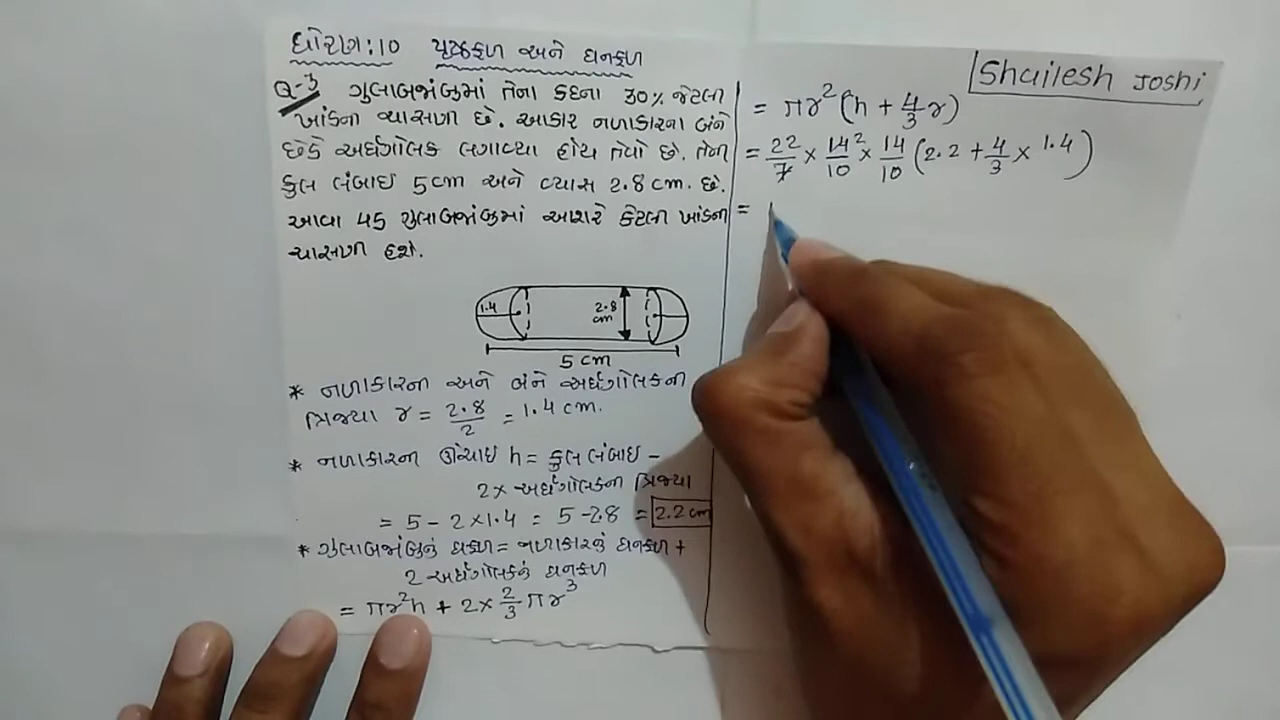 ધોરણ:10 પૃષ્ઠફળ અને ઘનફળ
Q-3 ગુલાબજાંબુમાં તેના કદના 30% જેટલી
ખાંડની ચાસણી છે. આકાર નળાકારના બંને
છેડે અર્ધગોલક લગાવ્યા હોય તેવો છે. તેની
કુલ લંબાઈ 5cm અને વ્યાસ 2.8 cm. છે.
આવા 45 ગુલાબજાંબુમાં આશરે કેટલી ખાંડની
ચાસણી હશે.
1.4
2.8
cm
5 cm
* નળાકારની અને બંને અર્ધગોલકની
ત્રિજ્યા r = 2.8/2 = 1.4 cm.
* નળાકારની ઊંચાઈ h = કુલ લંબાઈ -
2x અર્ધગોલકની ત્રિજ્યા
= 5 - 2x1.4 = 5 - 2.8 = 2.2 cm
* ગુલાબજાંબુનું ઘનફળ = નળાકારનું ઘનફળ +
2 અર્ધગોલકનું ઘનફળ
= πr²h + 2 x 2/3 πr³
Shailesh Joshi
= πr² (h + 4/3 r)
= 22/7 x 14/10 x 14/10 (2.2 + 4/3 x 1.4)
=